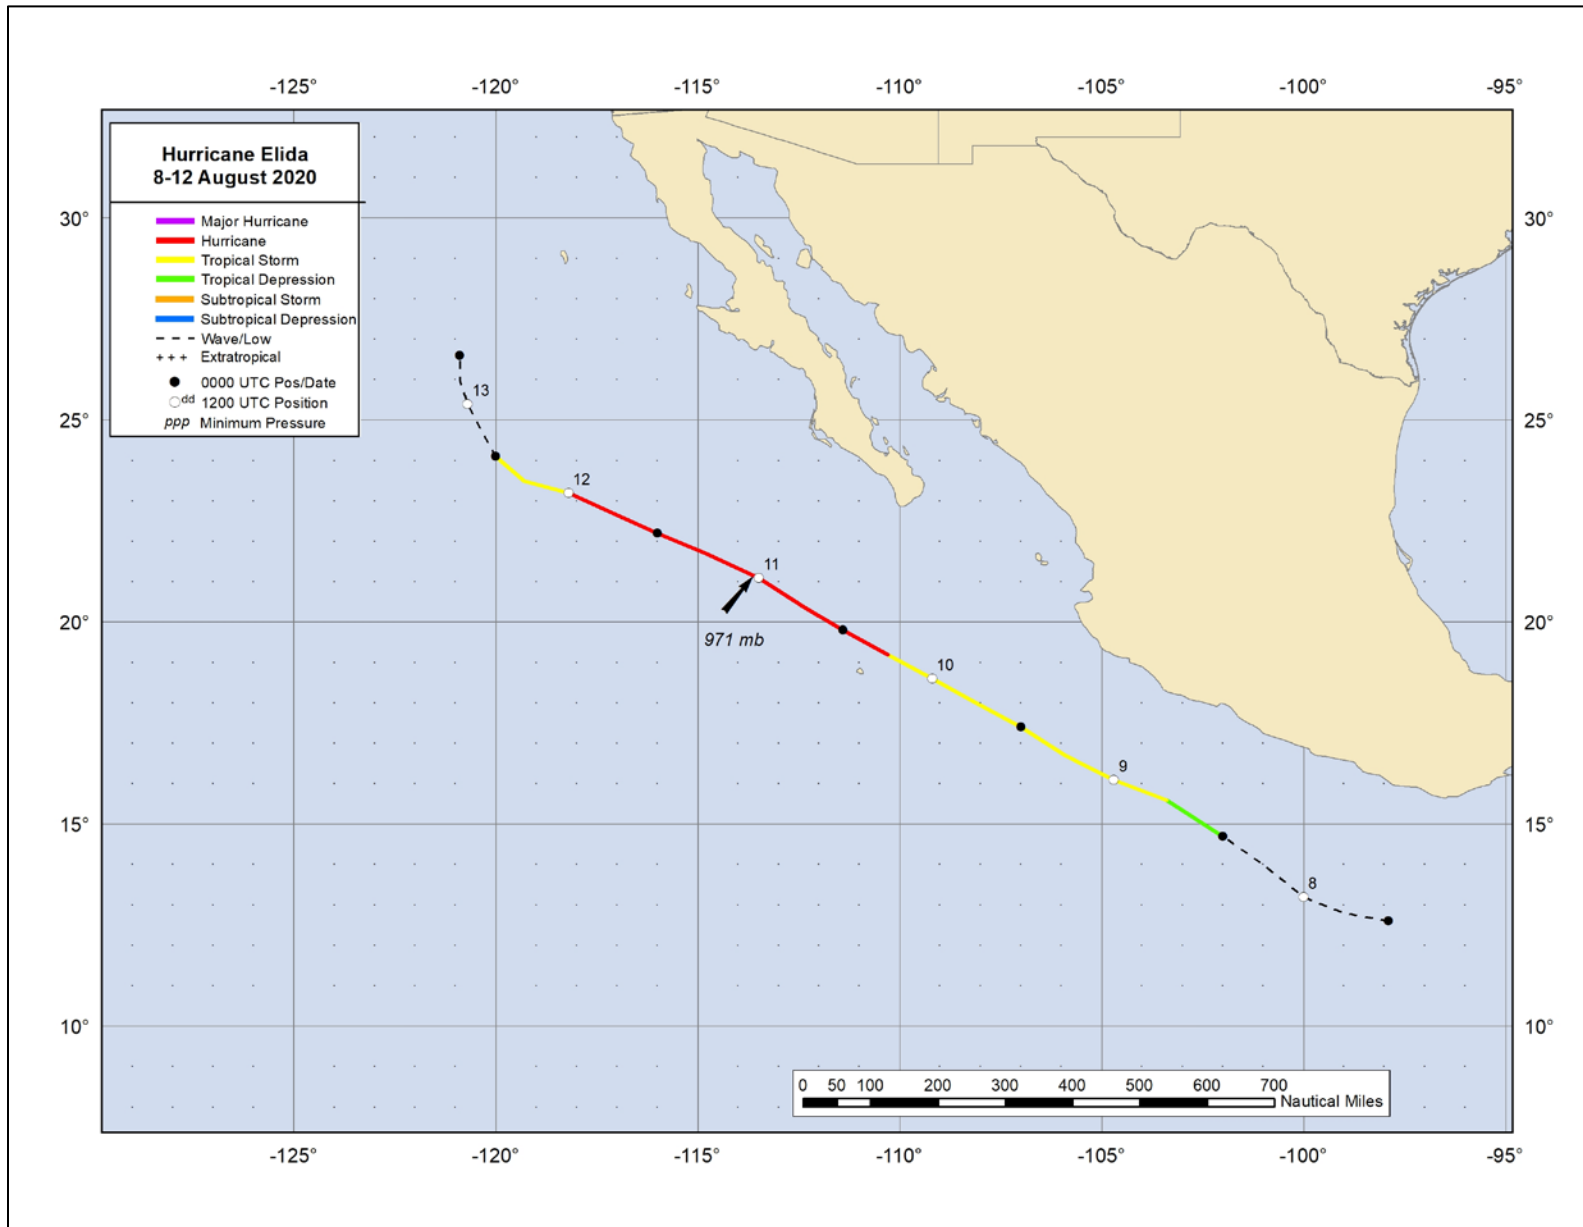 -125° -120° -115° -110° -105° -100° -95°
Hurricane Elida
8-12 August 2020
Major Hurricane
Hurricane
Tropical Storm
Tropical Depression
Subtropical Storm
Subtropical Depression
Wave/Low
+++ Extratropical
0000 UTC Pos/Date
dd 1200 UTC Position
ppp Minimum Pressure
30° 30°
13
25° 25°
12
11
20° 20°
971 mb
10
9
15° 15°
8
10° 10°
0 50 100 200 300 400 500 600 700
Nautical Miles
-125° -120° -115° -110° -105° -100° -95°